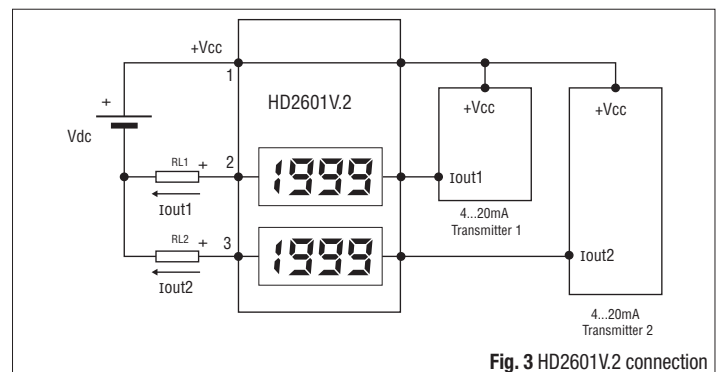 +Vcc
1
HD2601V.2
+
Vdc
+Vcc
+Vcc
RL1 +
2
1999
Iout1
Iout1
4...20mA
Transmitter 1
RL2 +
3
1999
Iout2
Iout2
4...20mA
Transmitter 2
Fig. 3 HD2601V.2 connection